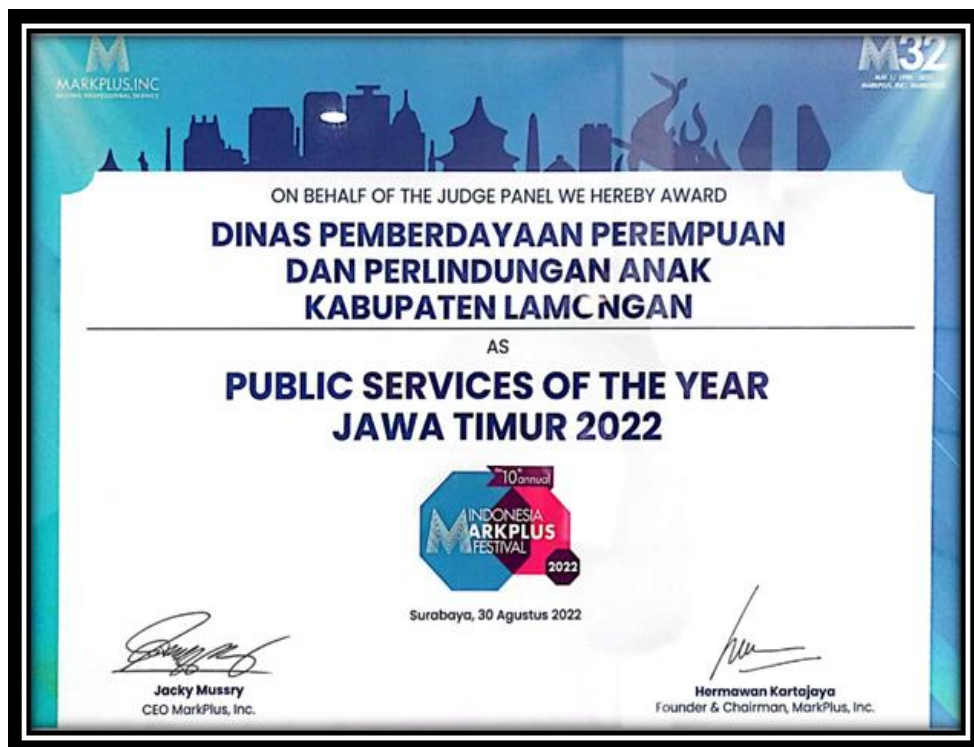 MARKPLUS,INC
M32
ON BEHALF OF THE JUDGE PANEL WE HEREBY AWARD
DINAS PEMBERDAYAAN PEREMPUAN
DAN PERLINDUNGAN ANAK
KABUPATEN LAMONGAN
AS
PUBLIC SERVICES OF THE YEAR
JAWA TIMUR 2022
10th annual
INDONESIA
MARKPLUS
FESTIVAL
2022
Surabaya, 30 Agustus 2022
Jacky Mussry
CEO MarkPlus, Inc.
Hermawan Kartajaya
Founder & Chairman, MarkPlus, Inc.